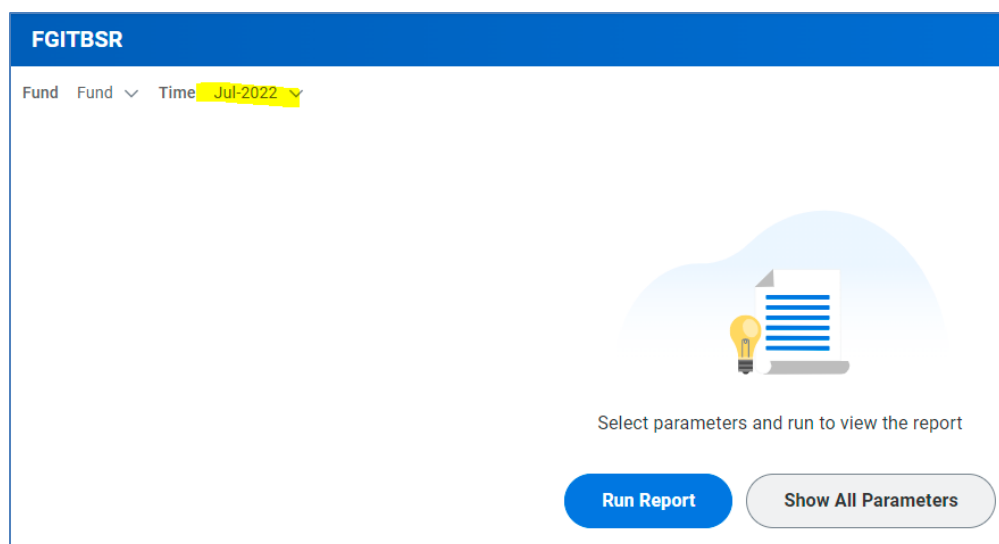 FGITBSR
Fund Fund Time Jul-2022
Select parameters and run to view the report
Run Report Show All Parameters